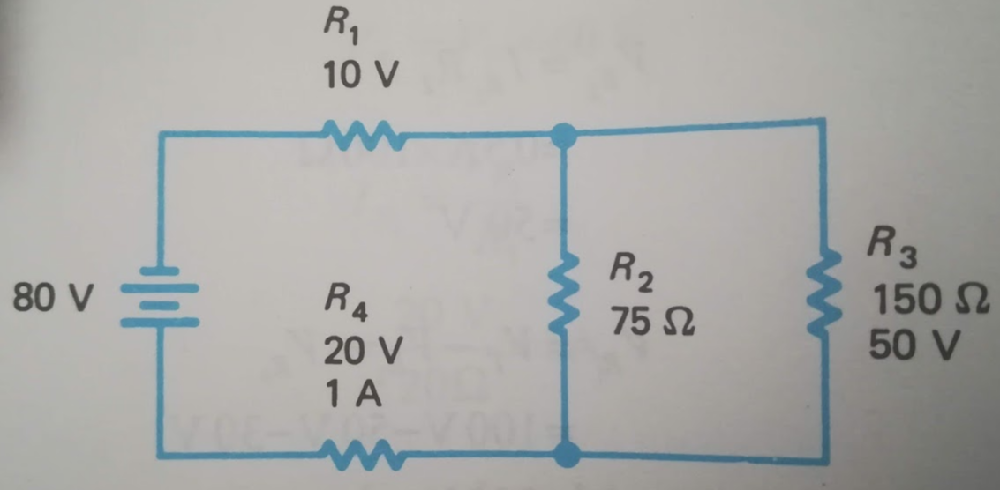 R₁
10 V
80 V
R₄
20 V
1 A
R₂
75 Ω
R₃
150 Ω
50 V